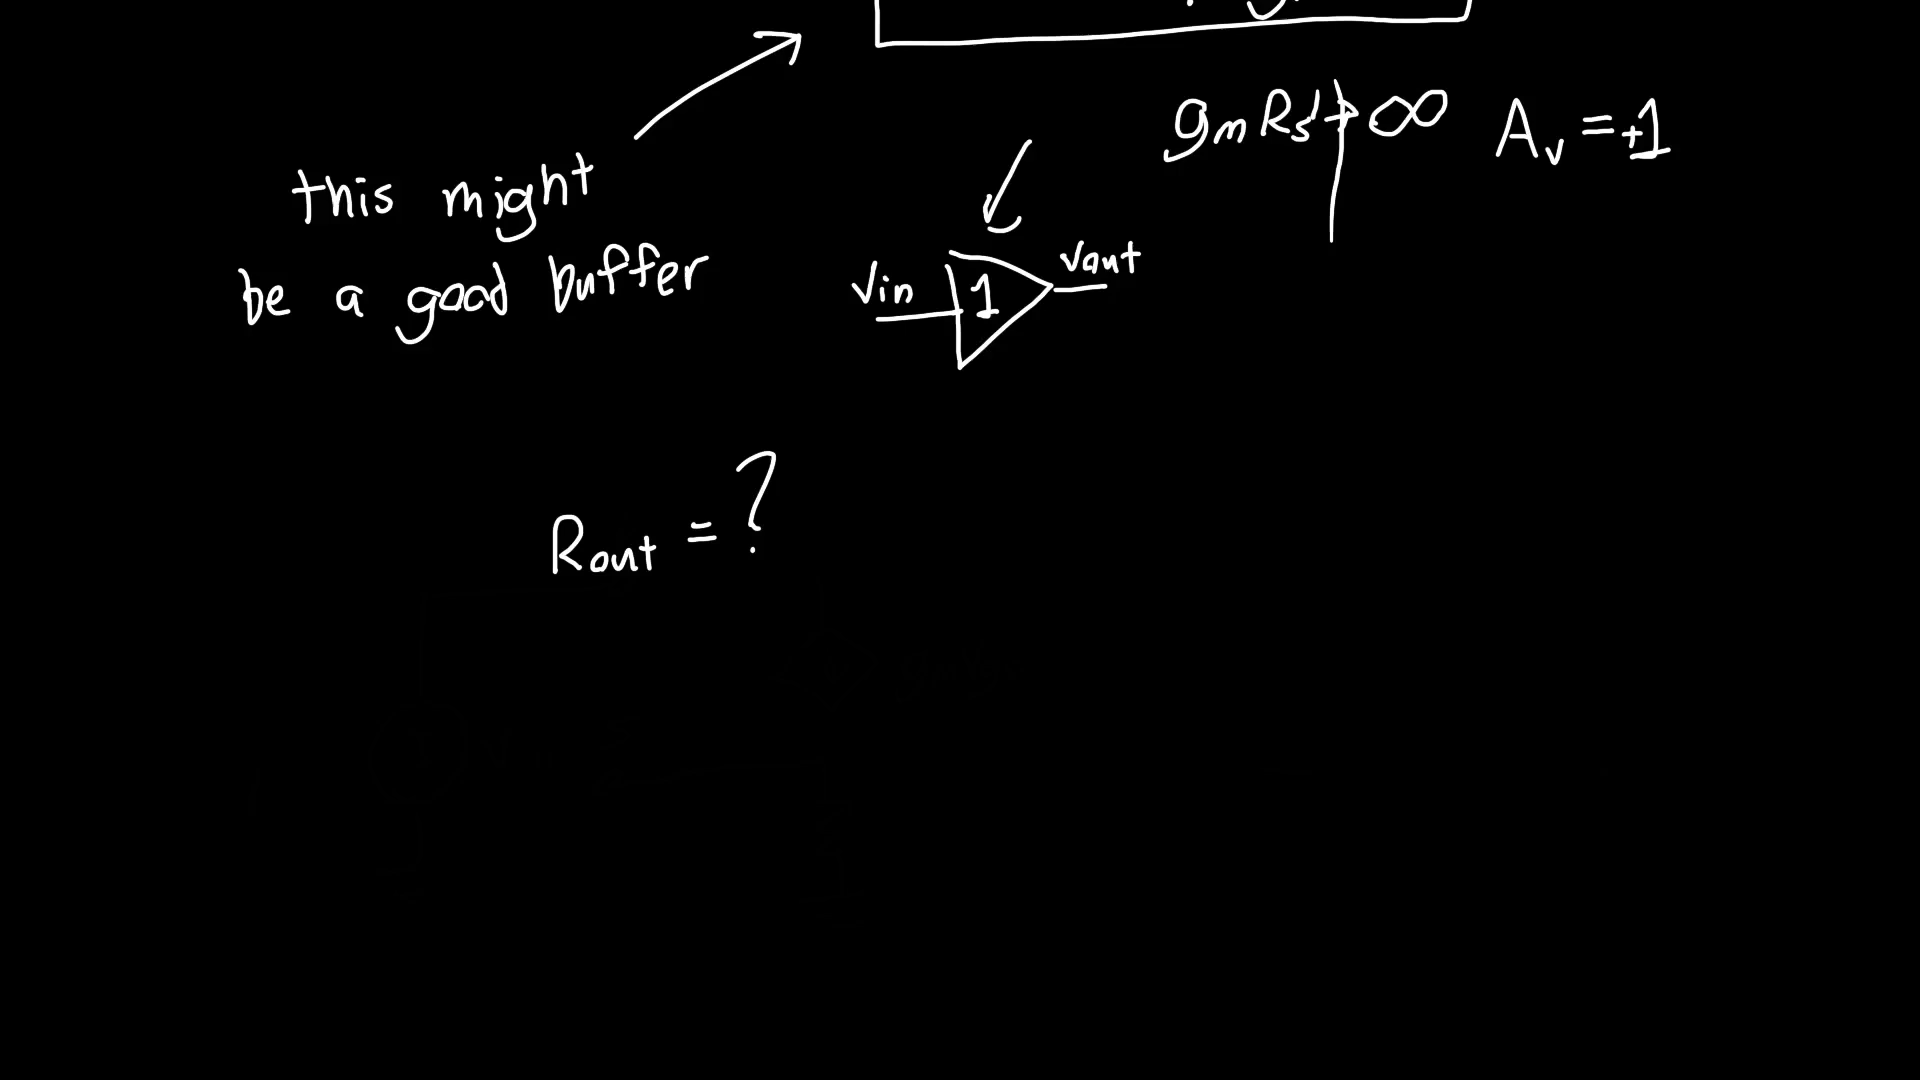 gmRs'→∞ Av=+1
this might
be a good buffer
Vin 1 Vout
Rout = ?